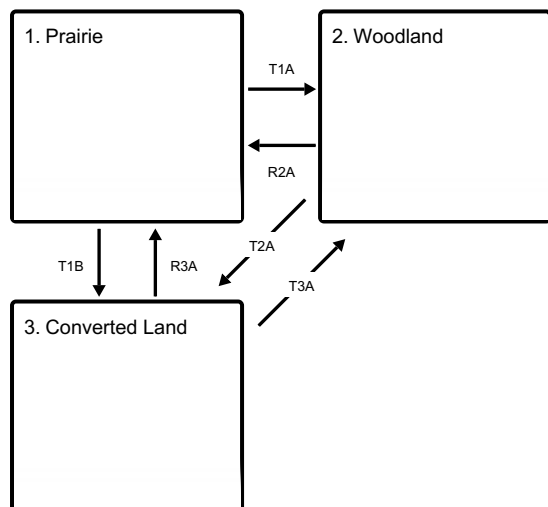 1. Prairie
2. Woodland
T1A
R2A
T2A
T1B
R3A
T3A
3. Converted Land